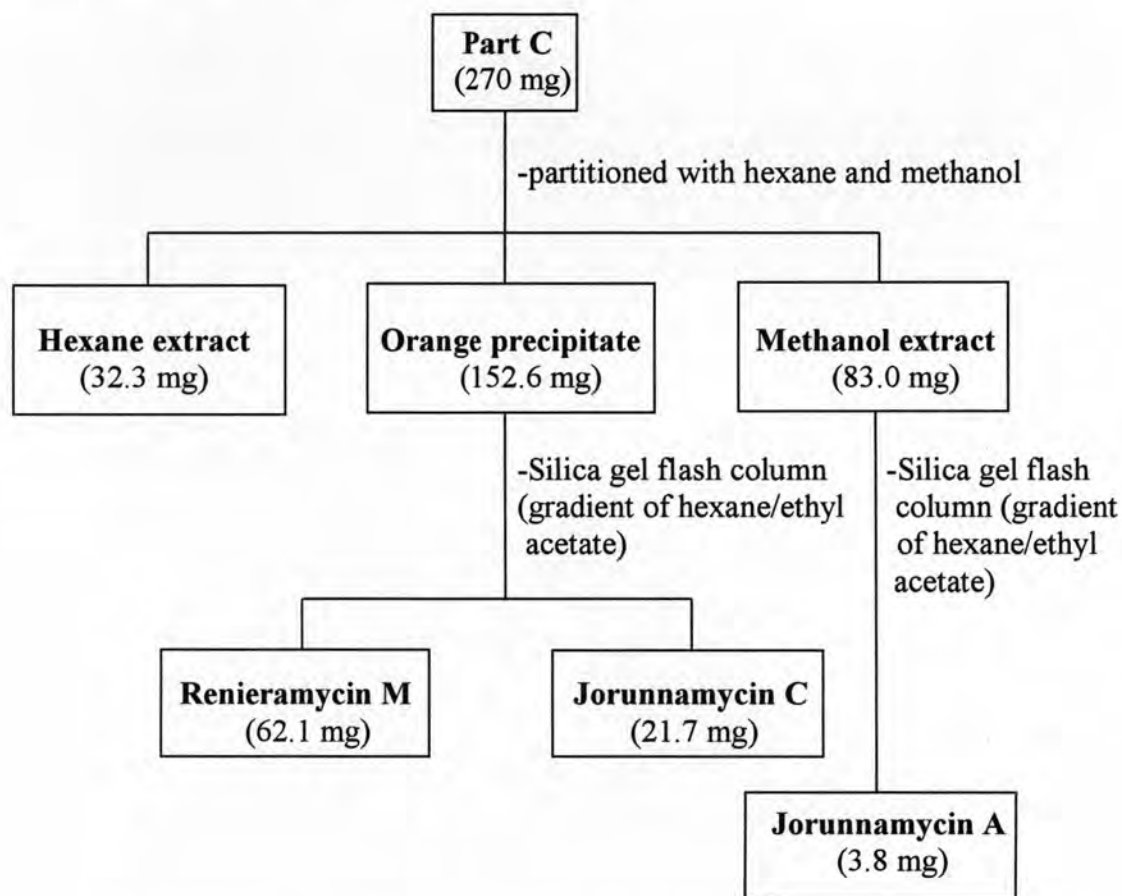 Part C
(270 mg)
-partitioned with hexane and methanol
Hexane extract
(32.3 mg)
Orange precipitate
(152.6 mg)
Methanol extract
(83.0 mg)
-Silica gel flash column
(gradient of hexane/ethyl
acetate)
-Silica gel flash
column (gradient
of hexane/ethyl
acetate)
Renieramycin M
(62.1 mg)
Jorunnamycin C
(21.7 mg)
Jorunnamycin A
(3.8 mg)